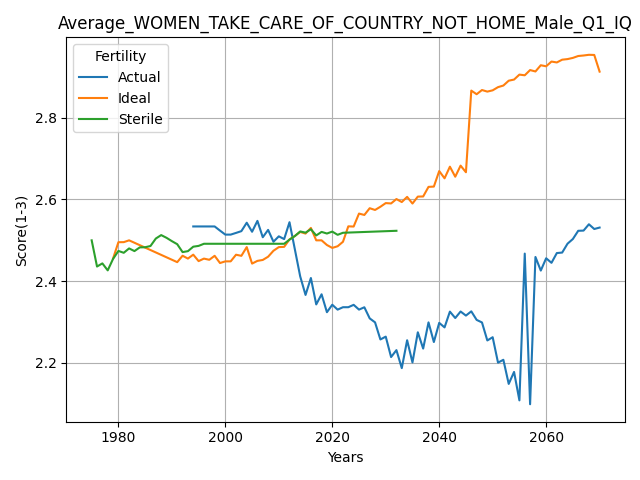 Average_WOMEN_TAKE_CARE_OF_COUNTRY_NOT_HOME_Male_Q1_IQ
Fertility
Actual
Ideal
Sterile
Score(1-3)
2.8
2.6
2.4
2.2
1980 2000 2020 2040 2060
Years